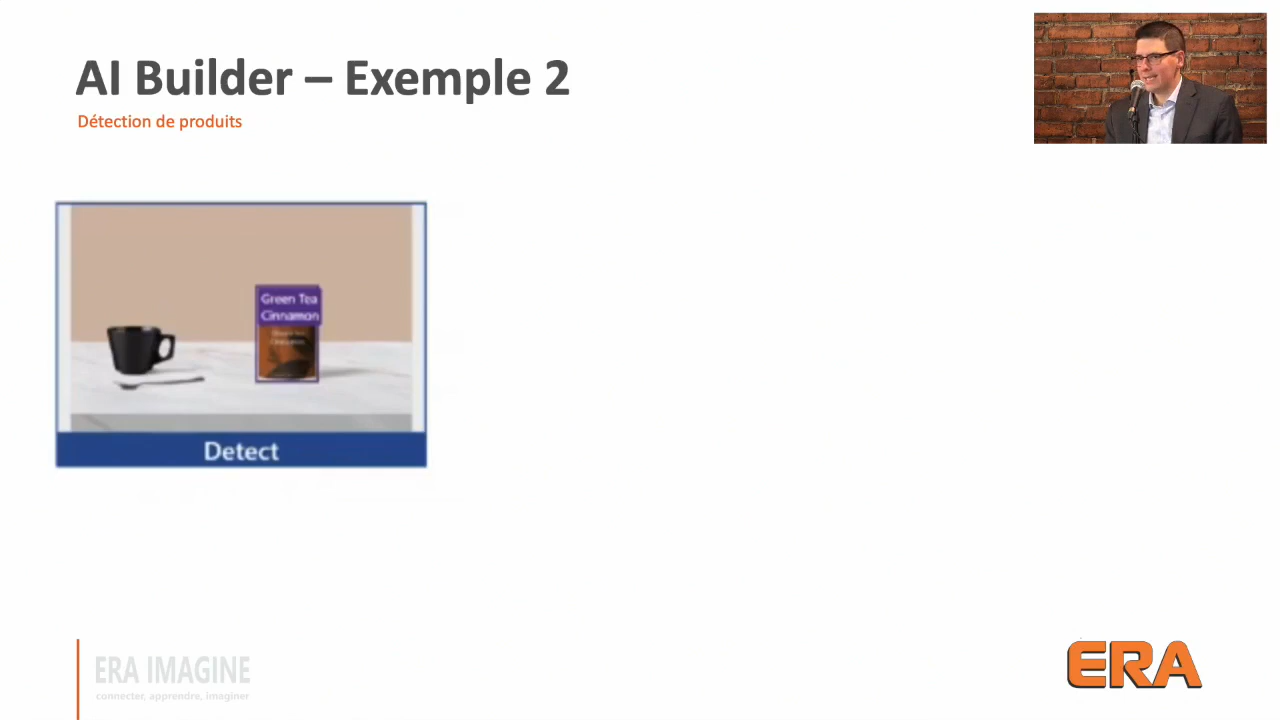 AI Builder – Exemple 2
Détection de produits
Green Tea
Cinnamon
Detect
ERA IMAGINE
connecter, apprendre, imaginer
ERA